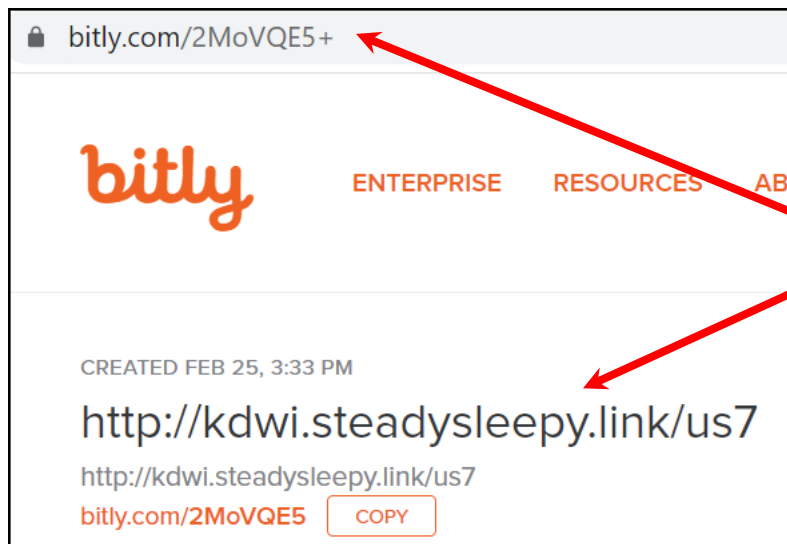 bitly.com/2MoVQE5+
bitly ENTERPRISE RESOURCES AB
CREATED FEB 25, 3:33 PM
http://kdwi.steadysleepy.link/us7
http://kdwi.steadysleepy.link/us7
bitly.com/2MoVQE5 COPY